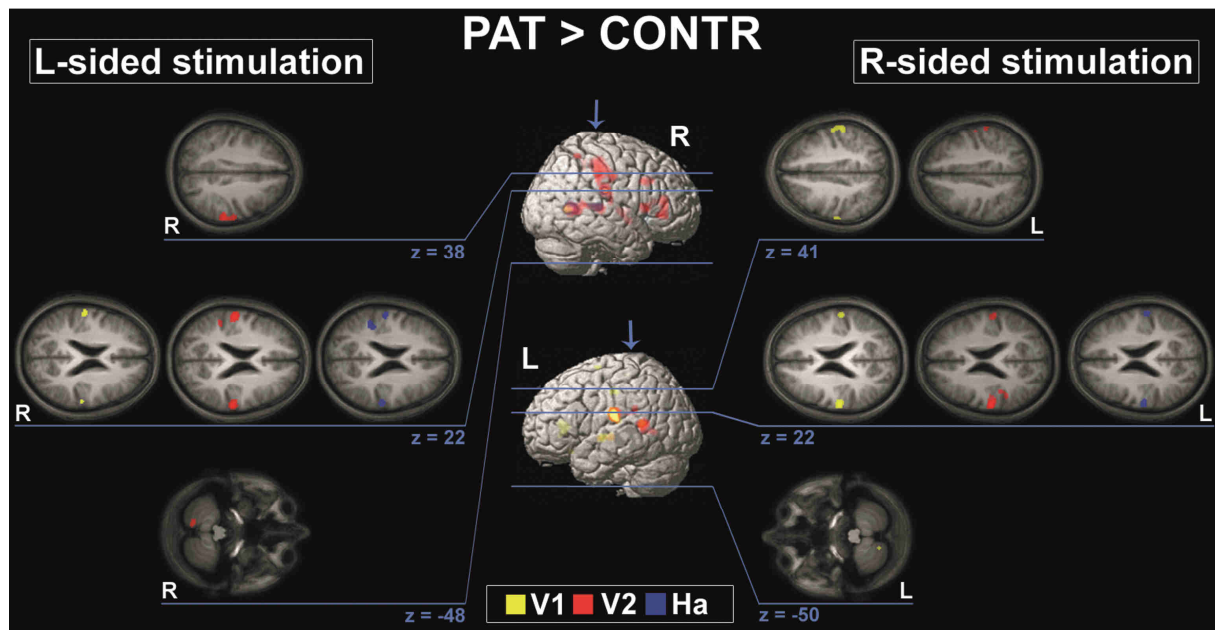 PAT > CONTR
L-sided stimulation
R-sided stimulation
R
R
L
z = 38
z = 41
L
R
L
z = 22
z = 22
R
L
V1 V2 Ha
z = -48
z = -50